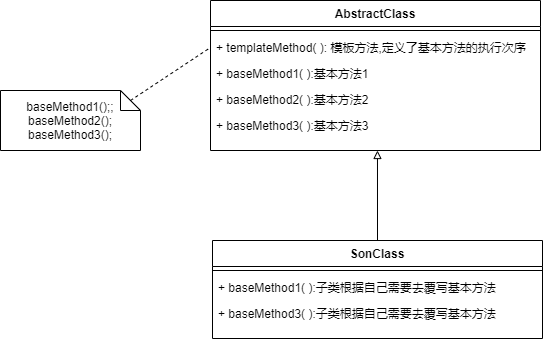 AbstractClass
+ templateMethod( ): 模板方法,定义了基本方法的执行次序
+ baseMethod1( ):基本方法1
+ baseMethod2( ):基本方法2
+ baseMethod3( ):基本方法3
baseMethod1();;
baseMethod2();
baseMethod3();
SonClass
+ baseMethod1( ):子类根据自己需要去覆写基本方法
+ baseMethod3( ):子类根据自己需要去覆写基本方法